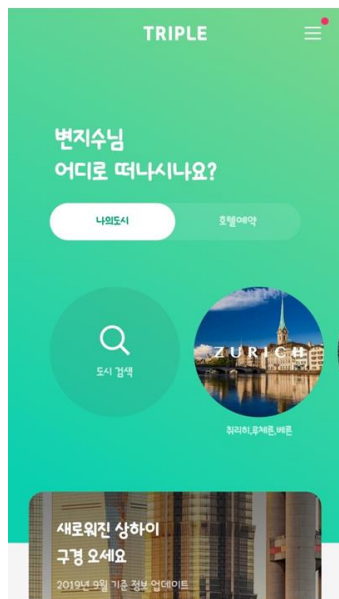 TRIPLE
변지수님
어디로 떠나시나요?
나의도시
호텔예약
도시 검색
ZURICH
취리히,루체른,베른
새로워진 상하이
구경 오세요
2019년 9월 기준 정보 업데이트